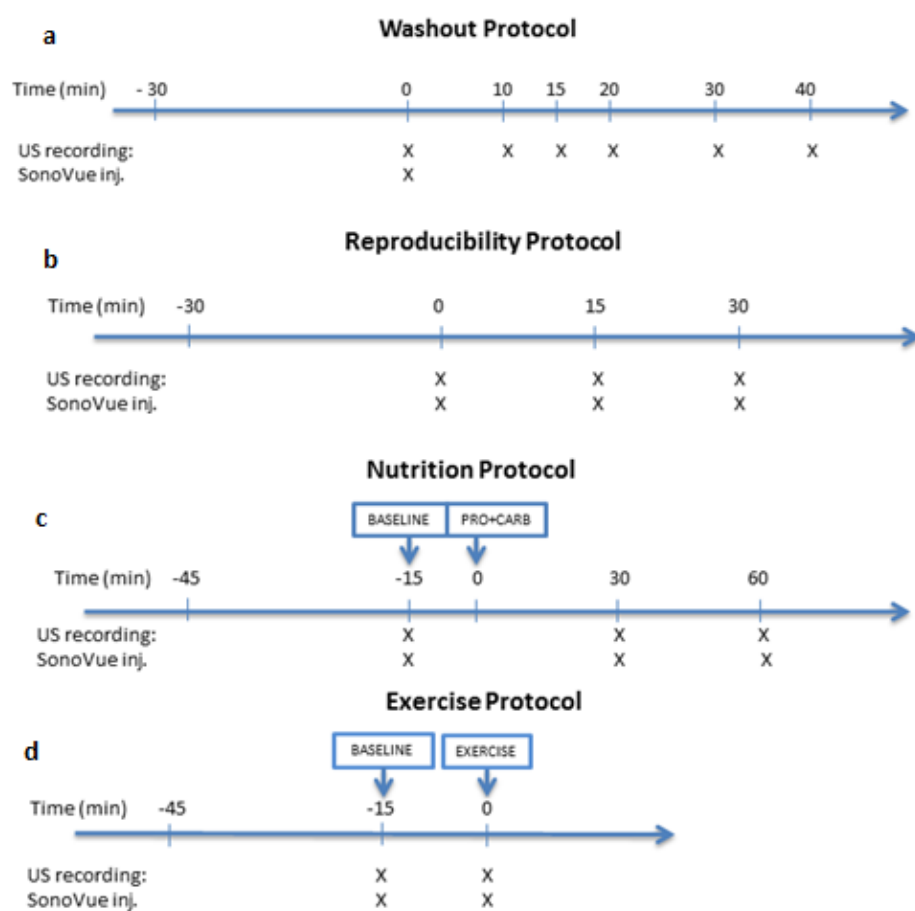 a
Washout Protocol
Time (min) - 30 0 10 15 20 30 40
US recording: X X X X X X
SonoVue inj. X
b
Reproducibility Protocol
Time (min) -30 0 15 30
US recording: X X X
SonoVue inj. X X X
Nutrition Protocol
c
BASELINE PRO+CARB
Time (min) -45 -15 0 30 60
US recording: X X X
SonoVue inj. X X X
Exercise Protocol
d
BASELINE EXERCISE
Time (min) -45 -15 0
US recording: X X
SonoVue inj. X X